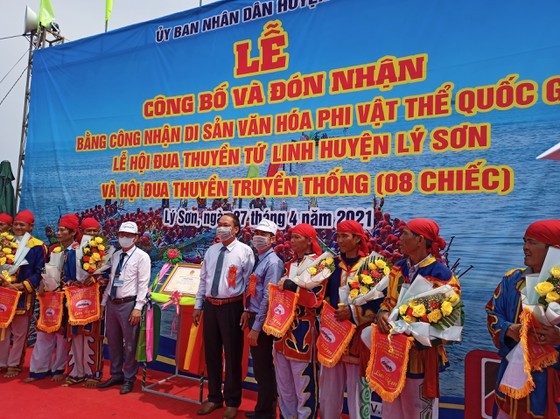 ỦY BAN NHÂN DÂN HUYỆN
LỄ
CÔNG BỐ VÀ ĐÓN NHẬN
BẰNG CÔNG NHẬN DI SẢN VĂN HÓA PHI VẬT THỂ QUỐC G
LỄ HỘI ĐUA THUYỀN TỨ LINH HUYỆN LÝ SƠN
VÀ HỘI ĐUA THUYỀN TRUYỀN THỐNG (08 CHIẾC)
Lý Sơn, ngày 27 tháng 4 năm 2021